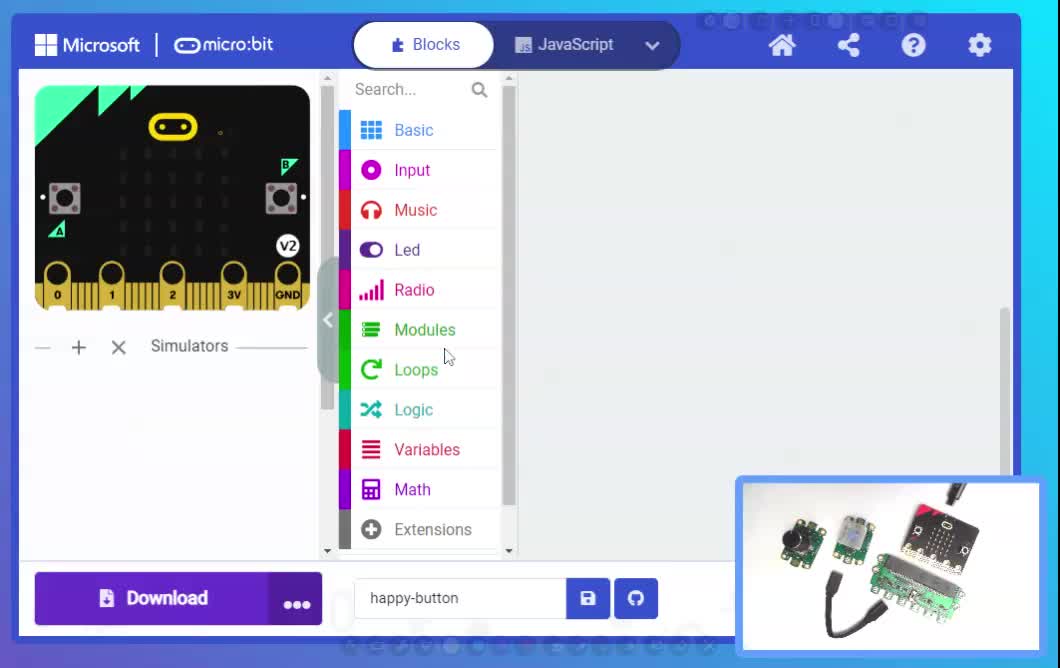 Microsoft | micro:bit
Blocks
JS JavaScript
Search...
Basic
Input
Music
Led
Radio
Modules
Loops
Logic
Variables
Math
Extensions
B
A
V2
0 1 2 3V GND
Simulators
Download
happy-button